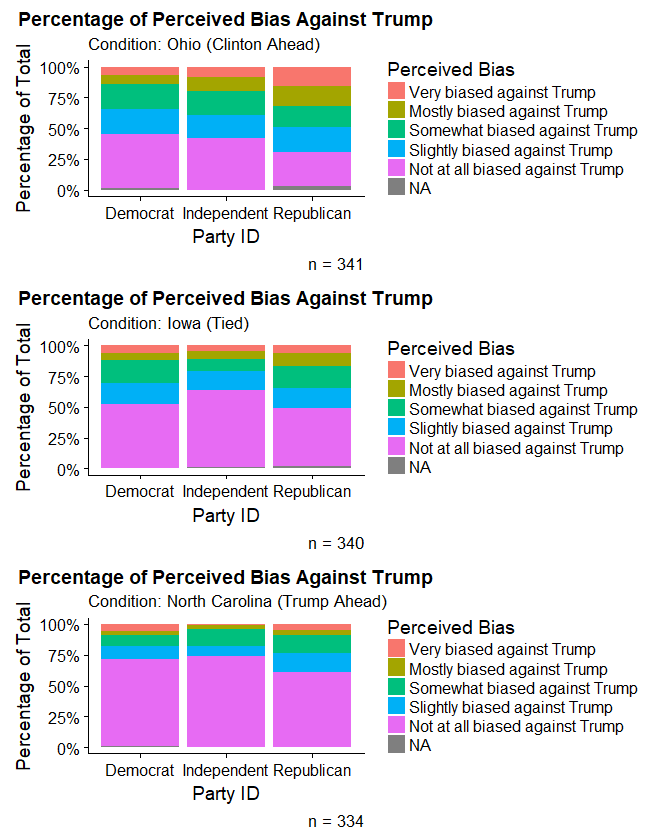 Percentage of Perceived Bias Against Trump
Condition: Ohio (Clinton Ahead)
Percentage of Total
100%
75%
50%
25%
0%
Democrat Independent Republican
Party ID
n = 341
Perceived Bias
Very biased against Trump
Mostly biased against Trump
Somewhat biased against Trump
Slightly biased against Trump
Not at all biased against Trump
NA
Percentage of Perceived Bias Against Trump
Condition: Iowa (Tied)
Percentage of Total
100%
75%
50%
25%
0%
Democrat Independent Republican
Party ID
n = 340
Perceived Bias
Very biased against Trump
Mostly biased against Trump
Somewhat biased against Trump
Slightly biased against Trump
Not at all biased against Trump
NA
Percentage of Perceived Bias Against Trump
Condition: North Carolina (Trump Ahead)
Percentage of Total
100%
75%
50%
25%
0%
Democrat Independent Republican
Party ID
n = 334
Perceived Bias
Very biased against Trump
Mostly biased against Trump
Somewhat biased against Trump
Slightly biased against Trump
Not at all biased against Trump
NA